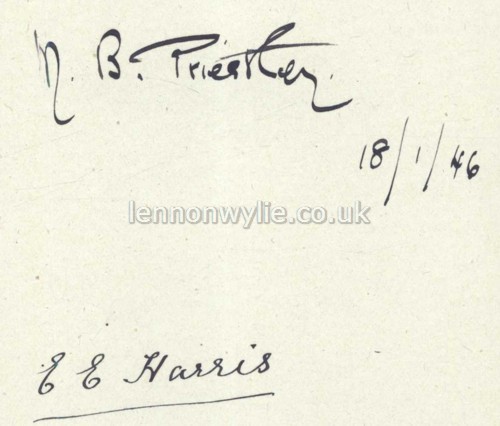 M. B. Priestley.
18/1/46
lennonwylie.co.uk
E E Harris